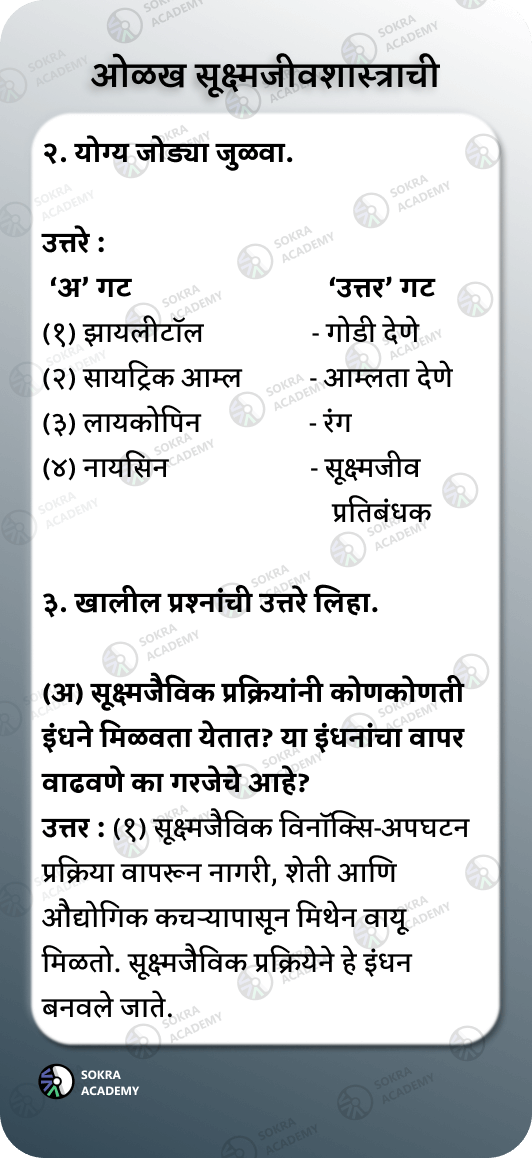 ओळख सूक्ष्मजीवशास्त्राची
२. योग्य जोड्या जुळवा.
उत्तरे :
‘अ’ गट ‘उत्तर’ गट
(१) झायलीटॉल - गोडी देणे
(२) सायट्रिक आम्ल - आम्लता देणे
(३) लायकोपिन - रंग
(४) नायसिन - सूक्ष्मजीव
प्रतिबंधक
३. खालील प्रश्नांची उत्तरे लिहा.
(अ) सूक्ष्मजैविक प्रक्रियांनी कोणकोणती
इंधने मिळवता येतात? या इंधनांचा वापर
वाढवणे का गरजेचे आहे?
उत्तर : (१) सूक्ष्मजैविक विनॉक्सि-अपघटन
प्रक्रिया वापरून नागरी, शेती आणि
औद्योगिक कचऱ्यापासून मिथेन वायू
मिळतो. सूक्ष्मजैविक प्रक्रियेने हे इंधन
बनवले जाते.
SOKRA
ACADEMY